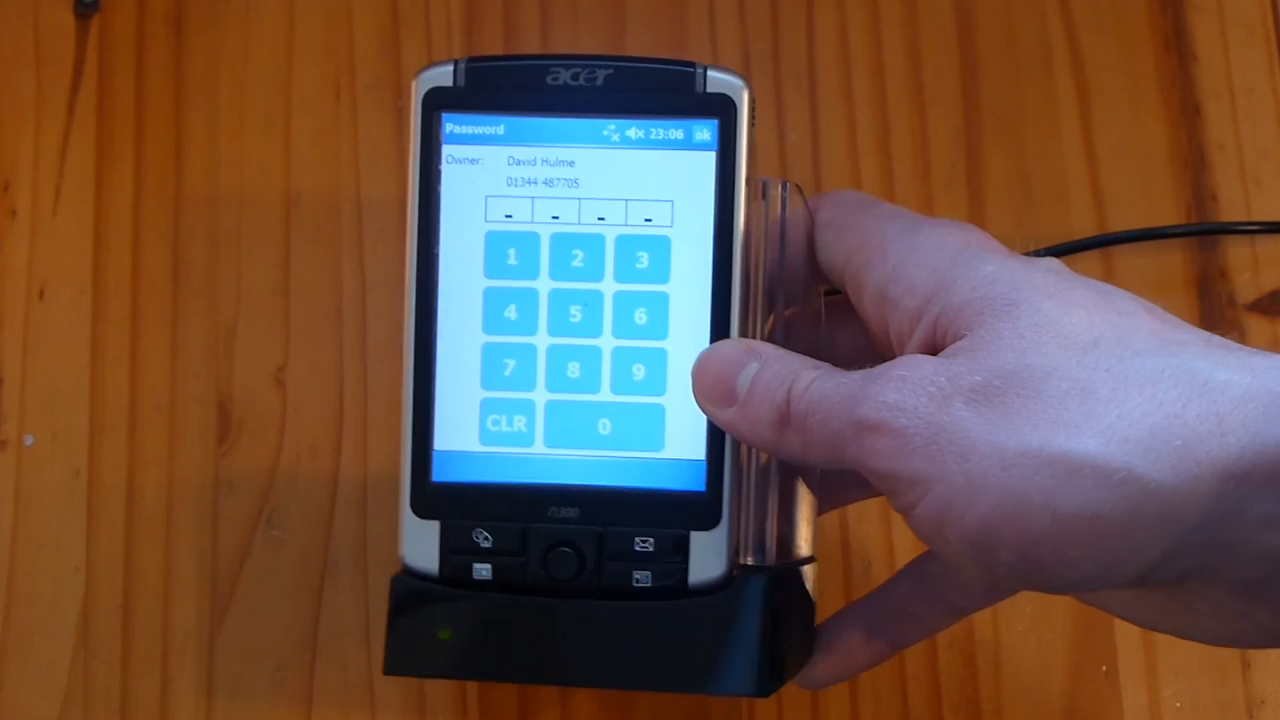 acer
Password 23:06 ok
Owner: David Hulme
01344 487705
1 2 3
4 5 6
7 8 9
CLR 0
n300